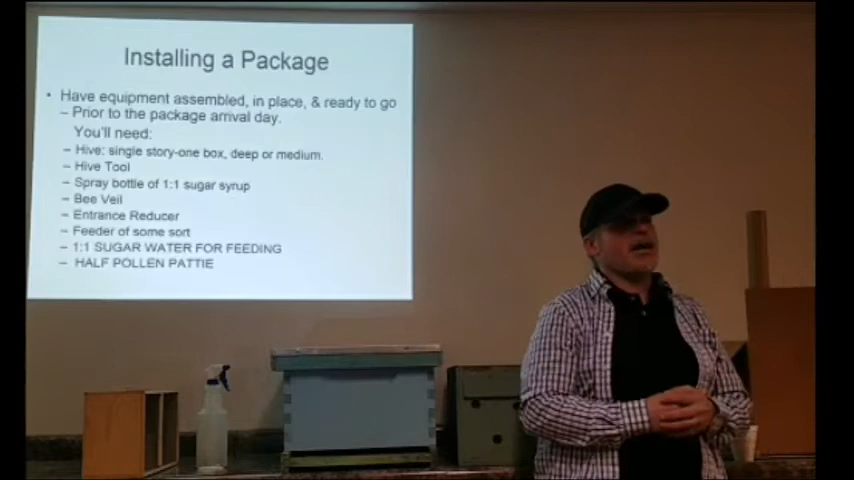 Installing a Package
• Have equipment assembled, in place, & ready to go
– Prior to the package arrival day.
You'll need:
– Hive: single story-one box, deep or medium.
– Hive Tool
– Spray bottle of 1:1 sugar syrup
– Bee Veil
– Entrance Reducer
– Feeder of some sort
– 1:1 SUGAR WATER FOR FEEDING
– HALF POLLEN PATTIE